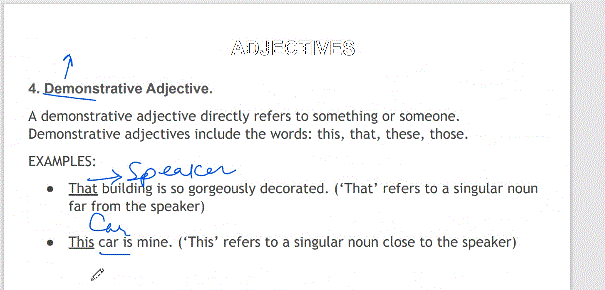 ADJECTIVES
4. Demonstrative Adjective.
A demonstrative adjective directly refers to something or someone.
Demonstrative adjectives include the words: this, that, these, those.
EXAMPLES:
Speaker
● That building is so gorgeously decorated. (‘That’ refers to a singular noun
far from the speaker)
Car
● This car is mine. (‘This’ refers to a singular noun close to the speaker)